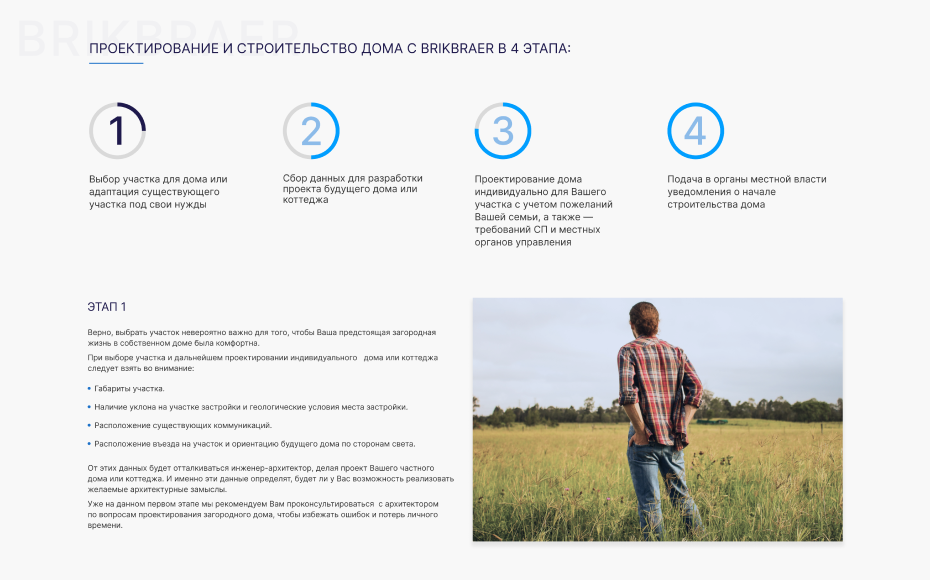 BRIKBRAER
ПРОЕКТИРОВАНИЕ И СТРОИТЕЛЬСТВО ДОМА С BRIKBRAER В 4 ЭТАПА:
1
Выбор участка для дома или
адаптация существующего
участка под свои нужды
2
Сбор данных для разработки
проекта будущего дома или
коттеджа
3
Проектирование дома
индивидуально для Вашего
участка с учетом пожеланий
Вашей семьи, а также —
требований СП и местных
органов управления
4
Подача в органы местной власти
уведомления о начале
строительства дома
ЭТАП 1
Верно, выбрать участок невероятно важно для того, чтобы Ваша предстоящая загородная
жизнь в собственном доме была комфортна.
При выборе участка и дальнейшем проектировании индивидуального дома или коттеджа
следует взять во внимание:
• Габариты участка.
• Наличие уклона на участке застройки и геологические условия места застройки.
• Расположение существующих коммуникаций.
• Расположение въезда на участок и ориентацию будущего дома по сторонам света.
От этих данных будет отталкиваться инженер-архитектор, делая проект Вашего частного
дома или коттеджа. И именно эти данные определят, будет ли у Вас возможность реализовать
желаемые архитектурные замыслы.
Уже на данном первом этапе мы рекомендуем Вам проконсультироваться с архитектором
по вопросам проектирования загородного дома, чтобы избежать ошибок и потерь личного
времени.